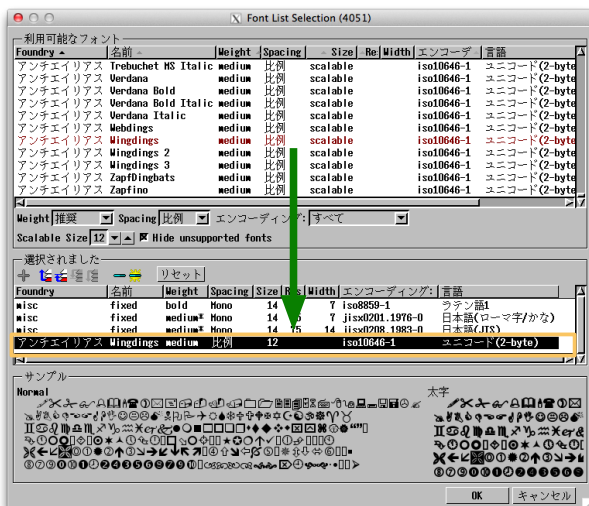 Font List Selection (4051)
利用可能なフォント
Foundry 名前 Weight Spacing Size Re Width エンコーデ 言語
アンチエイリアス Trebuchet MS Italic medium 比例 scalable iso10646-1 ユニコード(2-byte
アンチエイリアス Verdana medium 比例 scalable iso10646-1 ユニコード(2-byte
アンチエイリアス Verdana Bold medium 比例 scalable iso10646-1 ユニコード(2-byte
アンチエイリアス Verdana Bold Italic medium 比例 scalable iso10646-1 ユニコード(2-byte
アンチエイリアス Verdana Italic medium 比例 scalable iso10646-1 ユニコード(2-byte
アンチエイリアス Webdings medium 比例 scalable iso10646-1 ユニコード(2-byte
アンチエイリアス Wingdings medium 比例 scalable iso10646-1 ユニコード(2-byte
アンチエイリアス Wingdings 2 medium 比例 scalable iso10646-1 ユニコード(2-byte
アンチエイリアス Wingdings 3 medium 比例 scalable iso10646-1 ユニコード(2-byte
アンチエイリアス ZapfDingbats medium 比例 scalable iso10646-1 ユニコード(2-byte
アンチエイリアス Zapfino medium 比例 scalable iso10646-1 ユニコード(2-byte
Weight 推奨 Spacing 比例 エンコーディング: すべて
Scalable Size 12 Hide unsupported fonts
選択されました
リセット
Foundry 名前 Weight Spacing Size Res Width エンコーディング: 言語
misc fixed bold Mono 14 7 iso8859-1 ラテン語1
misc fixed medium* Mono 14 7 jisx0201.1976-0 日本語(ローマ字/かな)
misc fixed medium* Mono 14 75 14 jisx0208.1983-0 日本語(JIS)
アンチエイリアス Wingdings medium 比例 12 iso10646-1 ユニコード(2-byte)
サンプル
Normal 太字
OK キャンセル